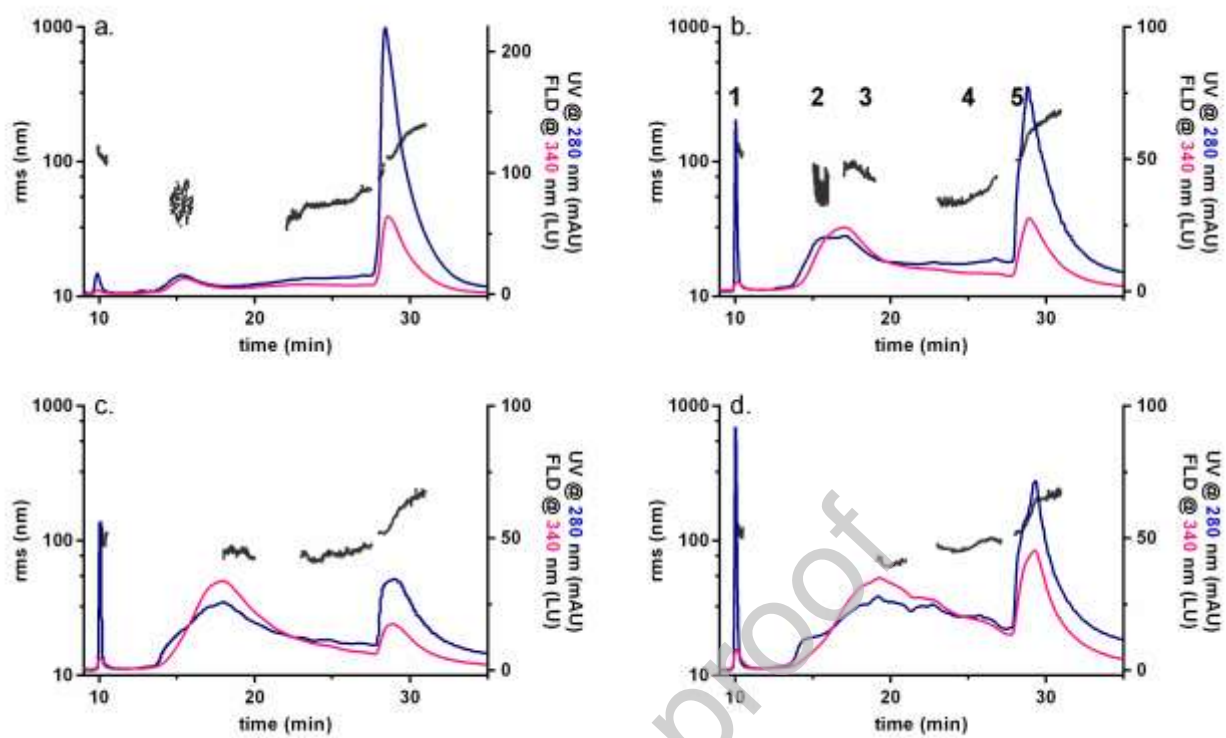 a.
1000
100
10
rms (nm)
10
20
30
time (min)
200
100
0
UV @ 280 nm (mAU)
FLD @ 340 nm (LU)
b.
1000
100
10
rms (nm)
1 2 3 4 5
10
20
30
time (min)
100
50
0
UV @ 280 nm (mAU)
FLD @ 340 nm (LU)
c.
1000
100
10
rms (nm)
10
20
30
time (min)
100
50
0
UV @ 280 nm (mAU)
FLD @ 340 nm (LU)
d.
1000
100
10
rms (nm)
10
20
30
time (min)
100
50
0
UV @ 280 nm (mAU)
FLD @ 340 nm (LU)
proof